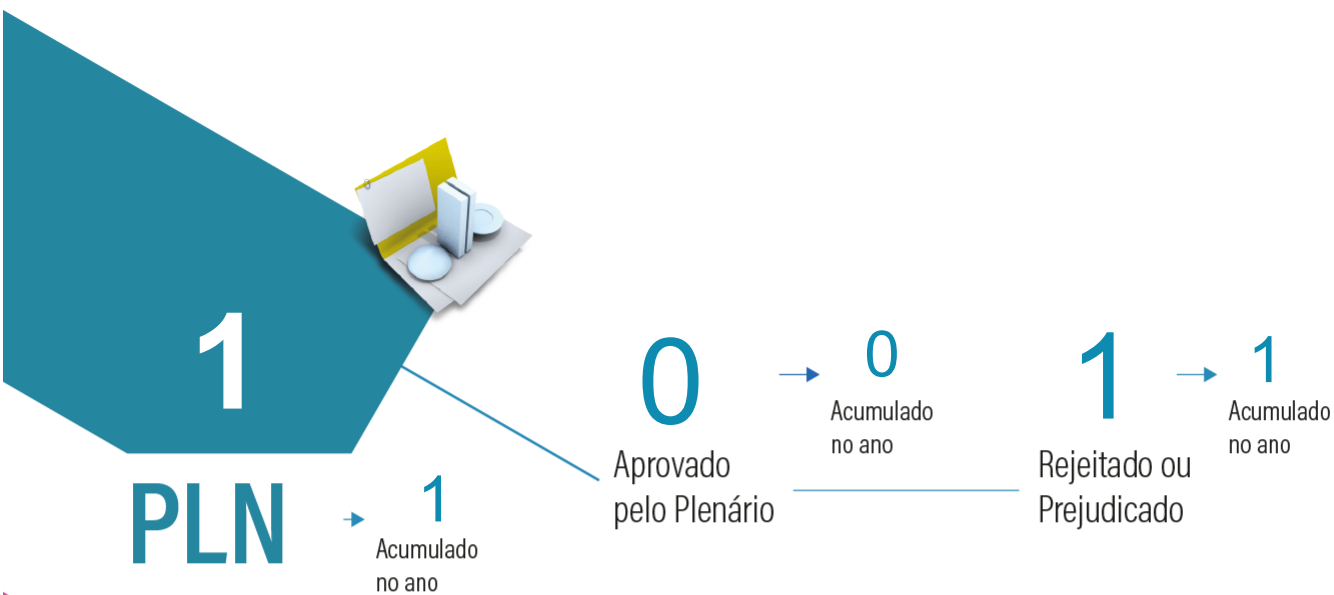 1
PLN
1
Acumulado
no ano
0
Aprovado
pelo Plenário
0
Acumulado
no ano
1
Rejeitado ou
Prejudicado
1
Acumulado
no ano